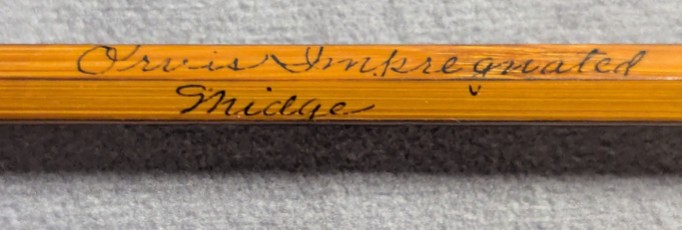 Orvis Impregnated
Midge